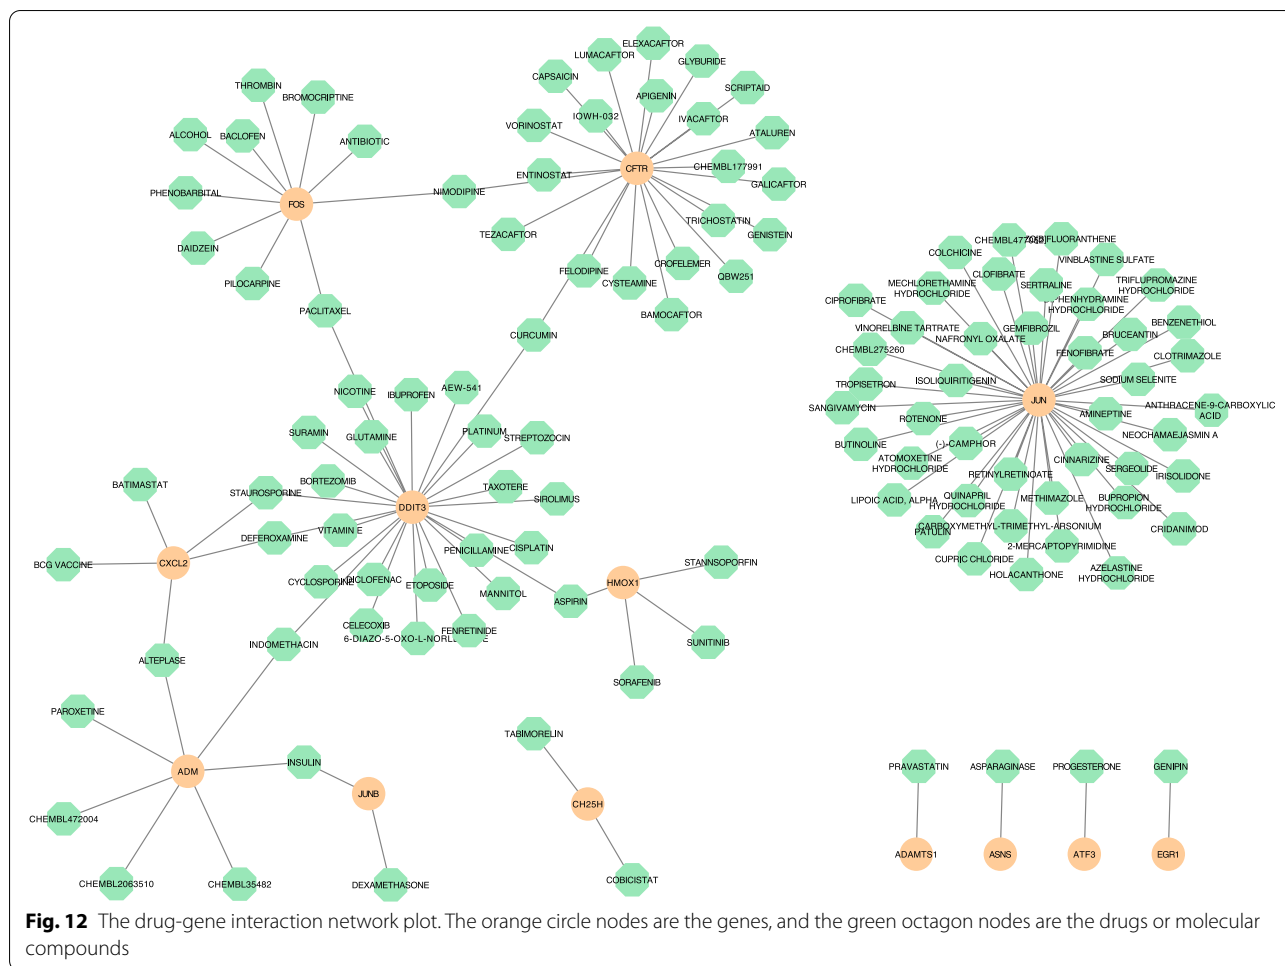 ELEXACAFTOR
LUMACAFTOR
GLYBURIDE
CAPSAICIN
SCRIPTAID
THROMBIN
BROMOCRIPTINE
APIGENIN
IOWH-032
IVACAFTOR
VORINOSTAT
ATALUREN
ALCOHOL
BACLOFEN
ANTIBIOTIC
CFTR
CHEMBL177991
ENTINOSTAT
GALICAFTOR
PHENOBARBITAL
NIMODIPINE
FOS
TRICHOSTATIN
GENISTEIN
TEZACAFTOR
DAIDZEIN
CROFELEMER
FELODIPINE
CYSTEAMINE
QBW251
PILOCARPINE
BAMOCAFTOR
PACLITAXEL
CURCUMIN
CHEMBL477
FLUORANTHENE
COLCHICINE
VINBLASTINE SULFATE
CLOFIBRATE
SERTRALINE
TRIFLUPROMAZINE
HYDROCHLORIDE
MECHLORETHAMINE
HYDROCHLORIDE
PHENHYDRAMINE
HYDROCHLORIDE
CIPROFIBRATE
VINORELBINE TARTRATE
GEMFIBROZIL
NAFRONYL OXALATE
BRUCEANTIN
BENZENETHIOL
CHEMBL275260
FENOFIBRATE
CLOTRIMAZOLE
TROPISETRON
ISOLIQUIRITIGENIN
SODIUM SELENITE
JUN
SANGIVAMYCIN
ROTENONE
AMINEPTINE
ANTHRACENE-9-CARBOXYLIC
ACID
BUTINOLINE
(-)-CAMPHOR
NEOCHAMAEJASMIN A
ATOMOXETINE
HYDROCHLORIDE
CINNARIZINE
RETINYLRETINOATE
SERGEOLIDE
IRISOLIDONE
LIPOIC ACID, ALPHA
QUINAPRIL
HYDROCHLORIDE
METHIMAZOLE
BUPROPION
HYDROCHLORIDE
CARBOXYMETHYL-TRIMETHYL-ARSONIUM
PATULIN
CRIDANIMOD
2-MERCAPTOPYRIMIDINE
CUPRIC CHLORIDE
HOLACANTHONE
AZELASTINE
HYDROCHLORIDE
NICOTINE
IBUPROFEN
AEW-541
SURAMIN
GLUTAMINE
PLATINUM
STREPTOZOCIN
BORTEZOMIB
STAUROSPORINE
TAXOTERE
SIROLIMUS
DDIT3
BATIMASTAT
DEFEROXAMINE
VITAMIN E
PENICILLAMINE
CISPLATIN
BCG VACCINE
CXCL2
CYCLOSPORINE
DICLOFENAC
ETOPOSIDE
MANNITOL
ASPIRIN
HMOX1
STANNSOPORFIN
CELECOXIB
6-DIAZO-5-OXO-L-NORL
FENRETINIDE
INDOMETHACIN
SUNITINIB
SORAFENIB
ALTEPLASE
PAROXETINE
ADM
INSULIN
JUNB
CHEMBL472004
CHEMBL2063510
CHEMBL35482
DEXAMETHASONE
TABIMORELIN
CH25H
COBICISTAT
PRAVASTATIN
ASPARAGINASE
PROGESTERONE
GENIPIN
ADAMTS1
ASNS
ATF3
EGR1
Fig. 12 The drug-gene interaction network plot. The orange circle nodes are the genes, and the green octagon nodes are the drugs or molecular
compounds